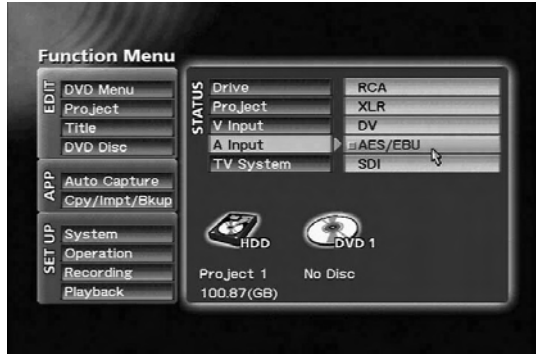 Function Menu
EDIT
DVD Menu
Project
Title
DVD Disc
APP
Auto Capture
Cpy/Impt/Bkup
SET UP
System
Operation
Recording
Playback
STATUS
Drive
Project
V Input
A Input
TV System
RCA
XLR
DV
AES/EBU
SDI
HDD
DVD 1
Project 1
No Disc
100.87(GB)